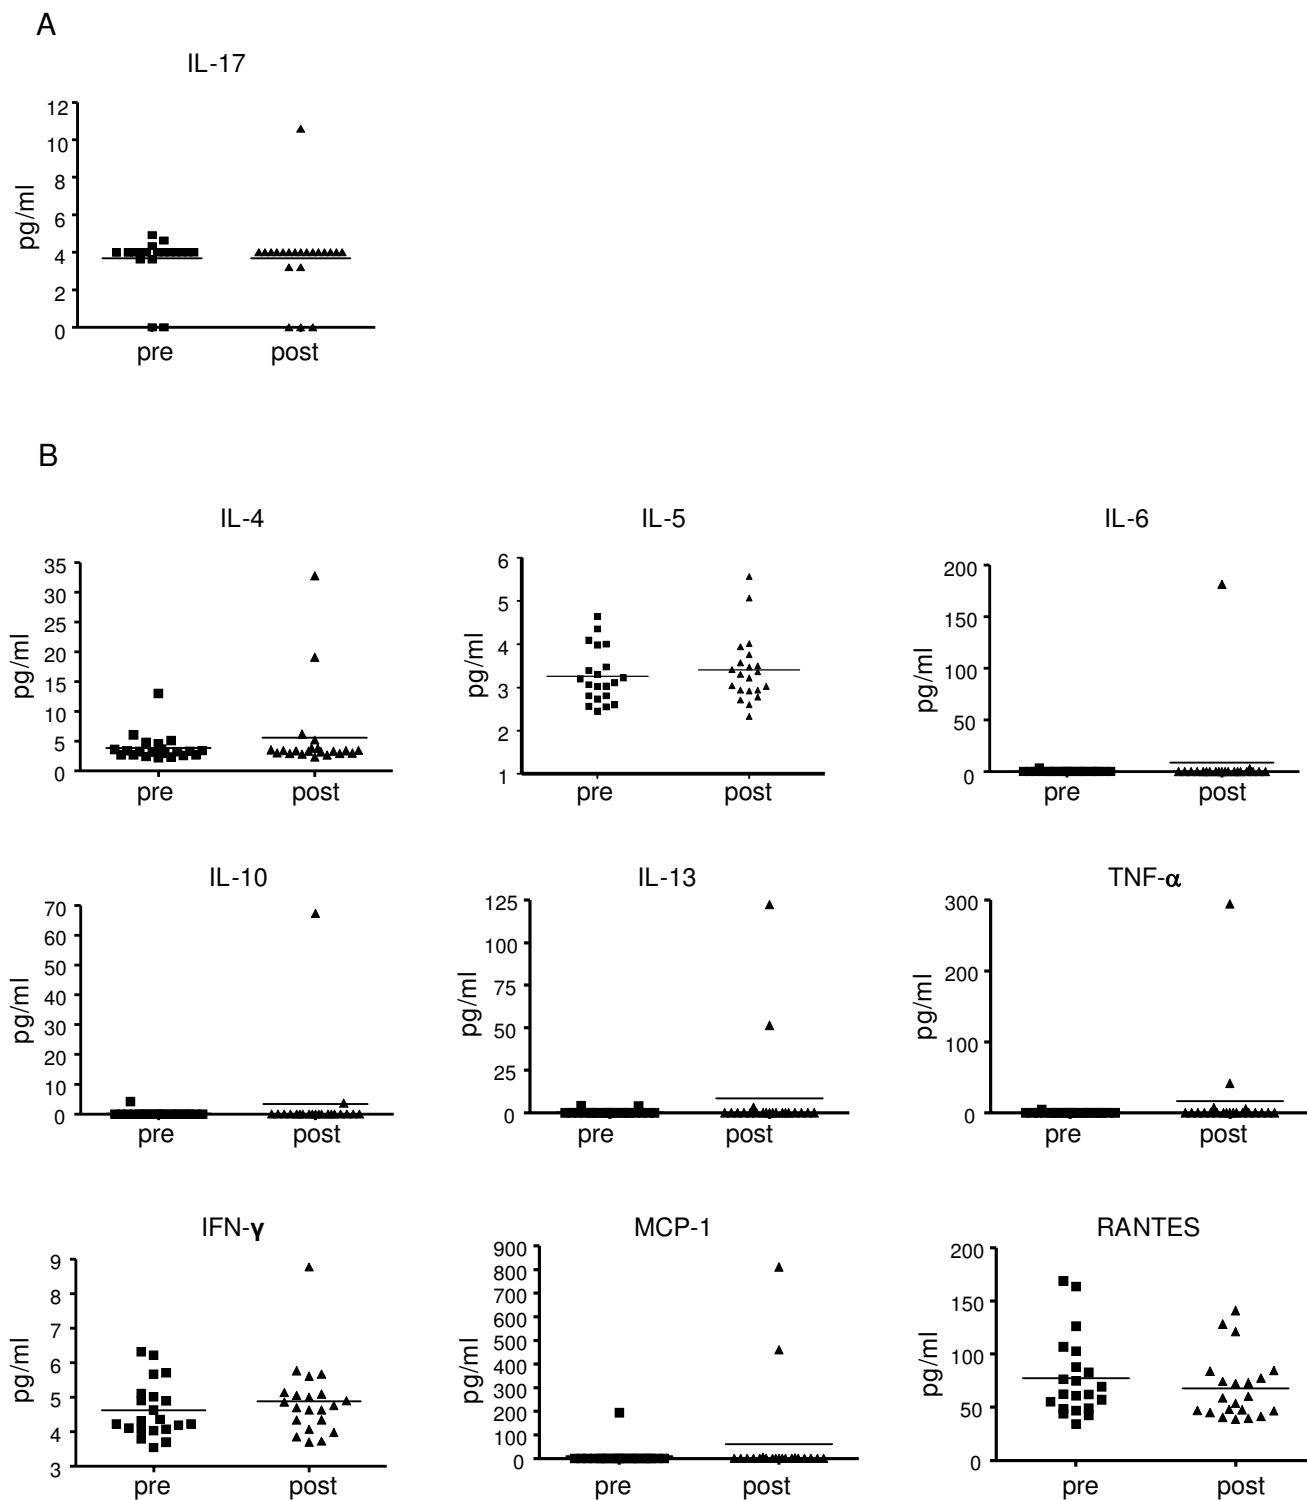 A
IL-17
12
10
8
6
4
2
0
pg/ml
pre post
B
IL-4
35
30
25
20
15
10
5
0
pg/ml
pre post
IL-5
6
5
4
3
2
1
pg/ml
pre post
IL-6
200
150
100
50
0
pg/ml
pre post
IL-10
70
60
50
40
30
20
10
0
pg/ml
pre post
IL-13
125
100
75
50
25
0
pg/ml
pre post
TNF-α
300
200
100
0
pg/ml
pre post
IFN-γ
9
8
7
6
5
4
3
pg/ml
pre post
MCP-1
900
800
700
600
500
400
300
200
100
0
pg/ml
pre post
RANTES
200
150
100
50
0
pg/ml
pre post